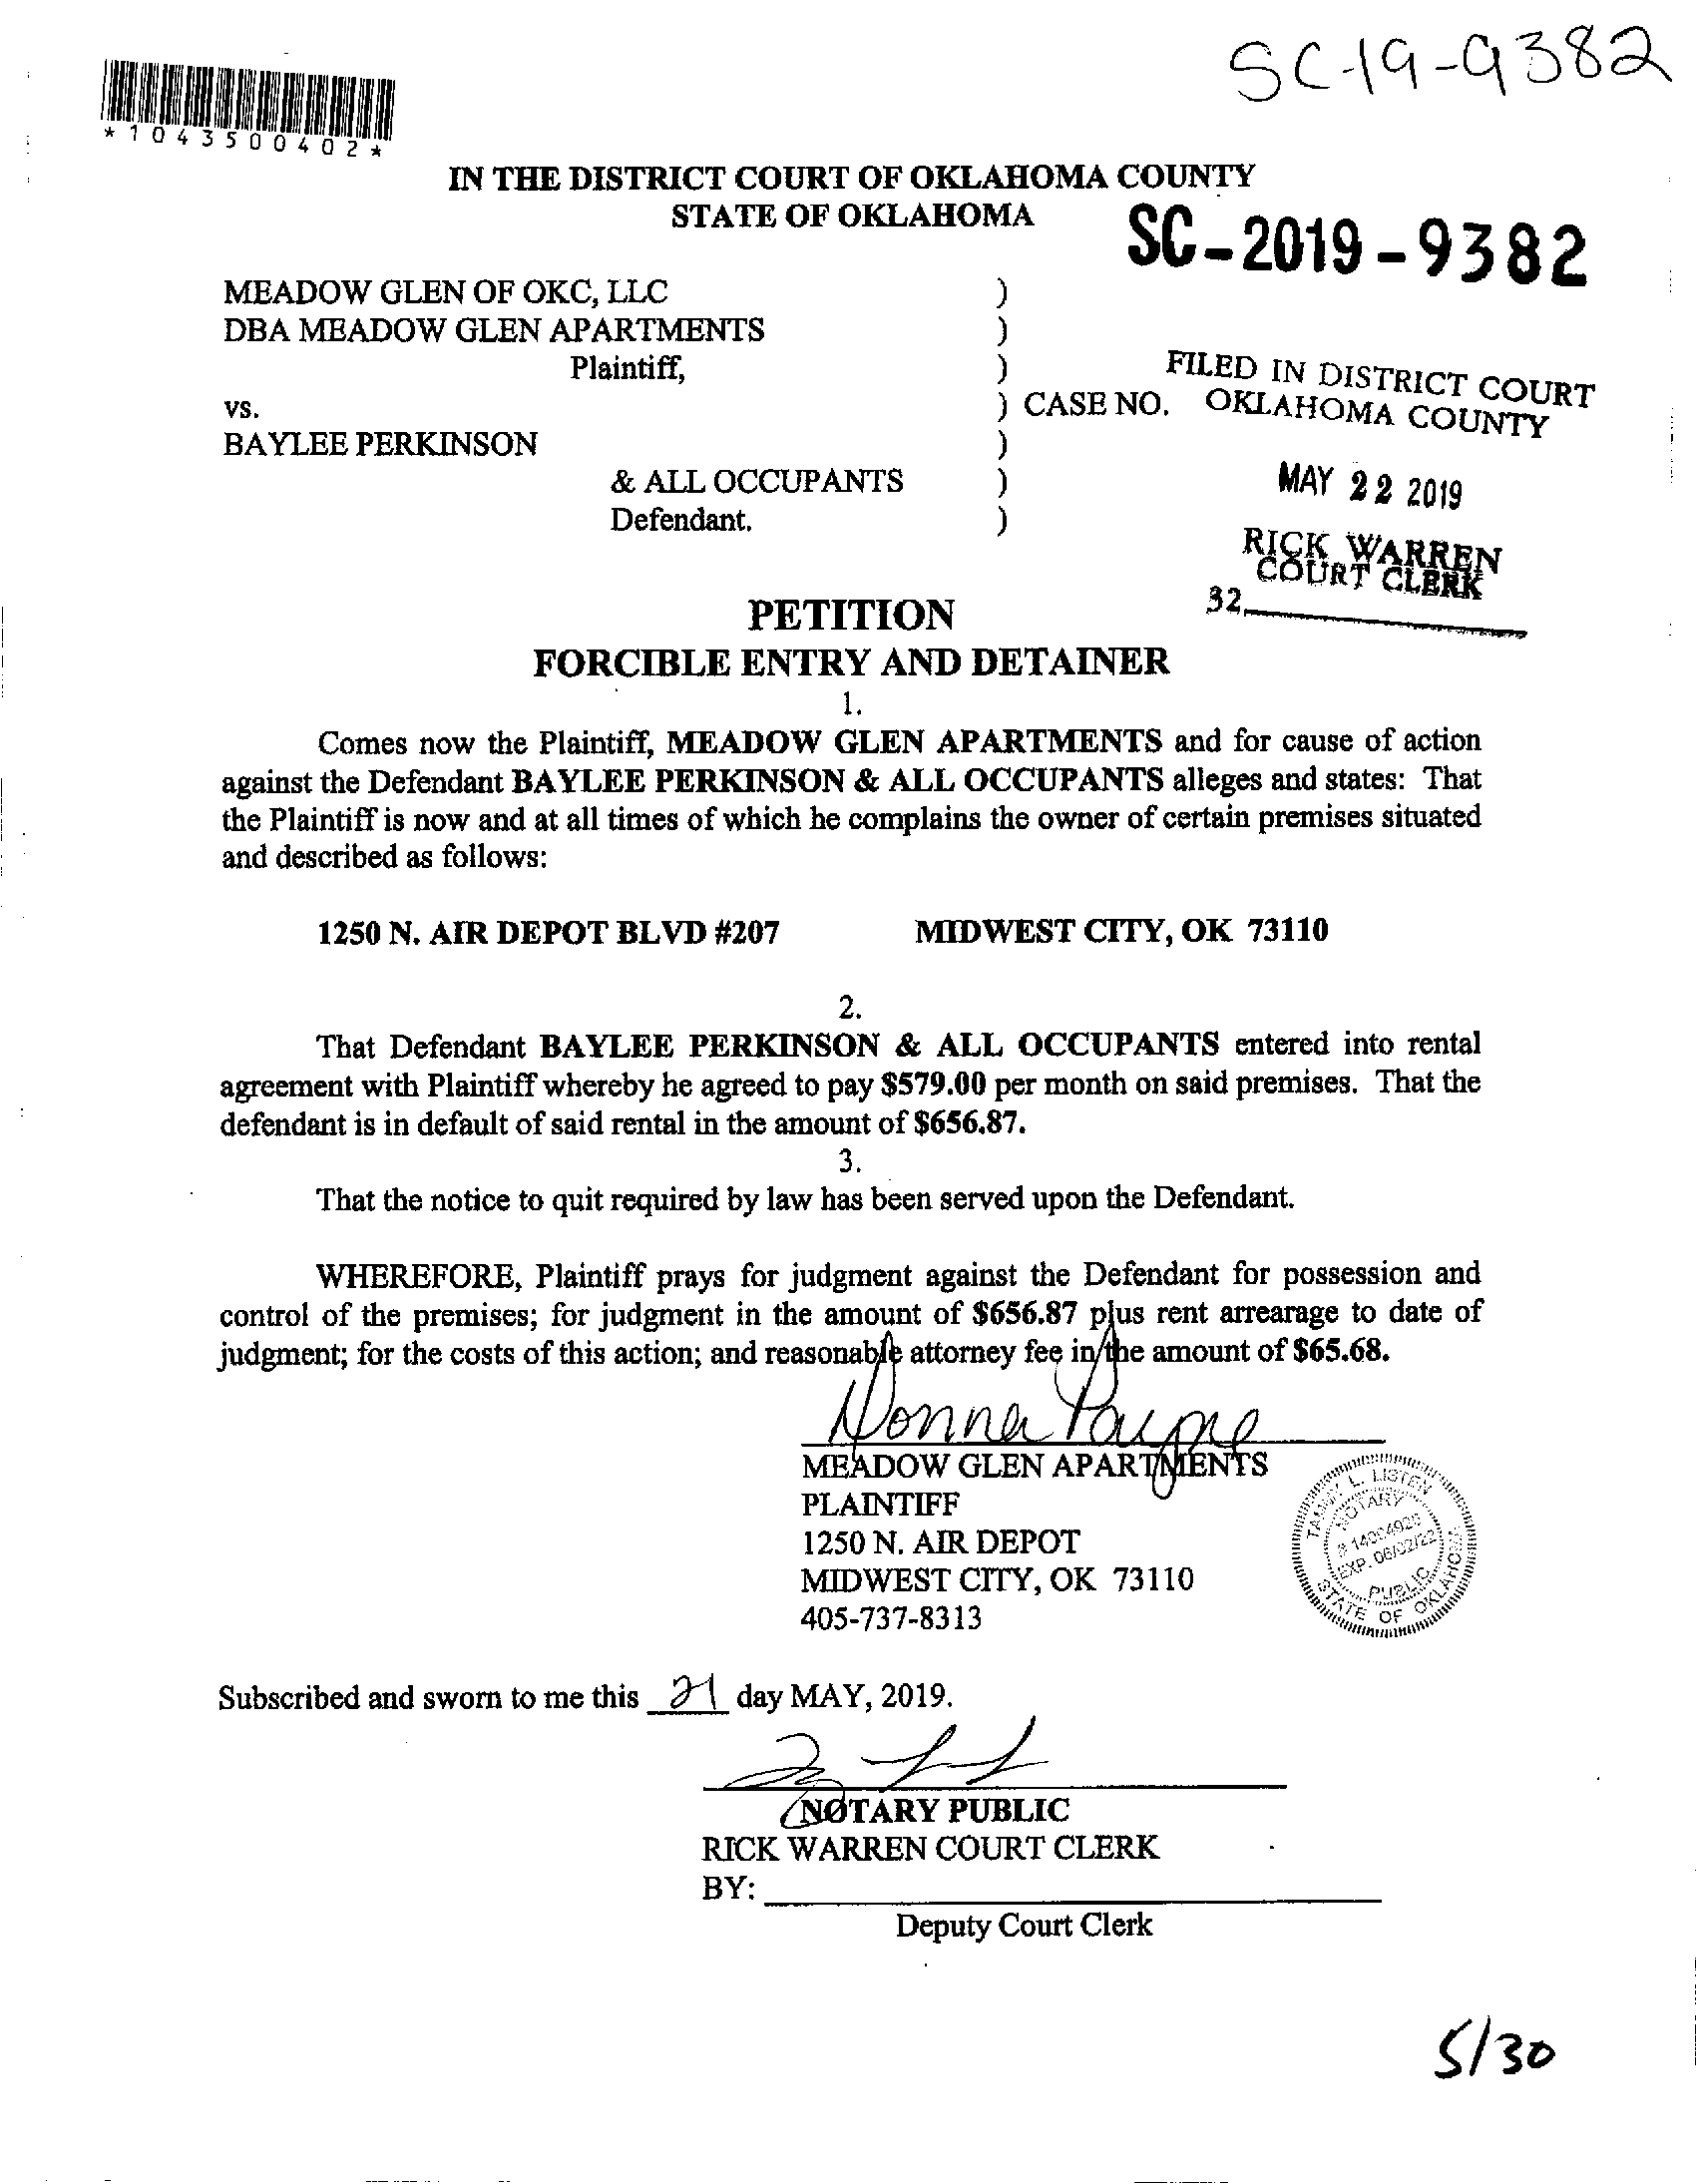 SC-19-9382
*1043500402*
IN THE DISTRICT COURT OF OKLAHOMA COUNTY
STATE OF OKLAHOMA
SC-2019-9382
MEADOW GLEN OF OKC, LLC )
DBA MEADOW GLEN APARTMENTS )
Plaintiff, )
FILED IN DISTRICT COURT
vs. ) CASE NO.
OKLAHOMA COUNTY
BAYLEE PERKINSON )
& ALL OCCUPANTS )
MAY 22 2019
Defendant. )
RICK WARREN
COURT CLERK
32
PETITION
FORCIBLE ENTRY AND DETAINER
1.
Comes now the Plaintiff, MEADOW GLEN APARTMENTS and for cause of action
against the Defendant BAYLEE PERKINSON & ALL OCCUPANTS alleges and states: That
the Plaintiff is now and at all times of which he complains the owner of certain premises situated
and described as follows:
1250 N. AIR DEPOT BLVD #207 MIDWEST CITY, OK 73110
2.
That Defendant BAYLEE PERKINSON & ALL OCCUPANTS entered into rental
agreement with Plaintiff whereby he agreed to pay $579.00 per month on said premises. That the
defendant is in default of said rental in the amount of $656.87.
3.
That the notice to quit required by law has been served upon the Defendant.
WHEREFORE, Plaintiff prays for judgment against the Defendant for possession and
control of the premises; for judgment in the amount of $656.87 plus rent arrearage to date of
judgment; for the costs of this action; and reasonable attorney fee in the amount of $65.68.
Donna Payne
MEADOW GLEN APARTMENTS
PLAINTIFF
1250 N. AIR DEPOT
MIDWEST CITY, OK 73110
405-737-8313
L. LISTEN
NOTARY
EXP. 06/02/22
PUBLIC
STATE OF OKLAHOMA
Subscribed and sworn to me this 21 day MAY, 2019.
NOTARY PUBLIC
RICK WARREN COURT CLERK
BY:
Deputy Court Clerk
5/30